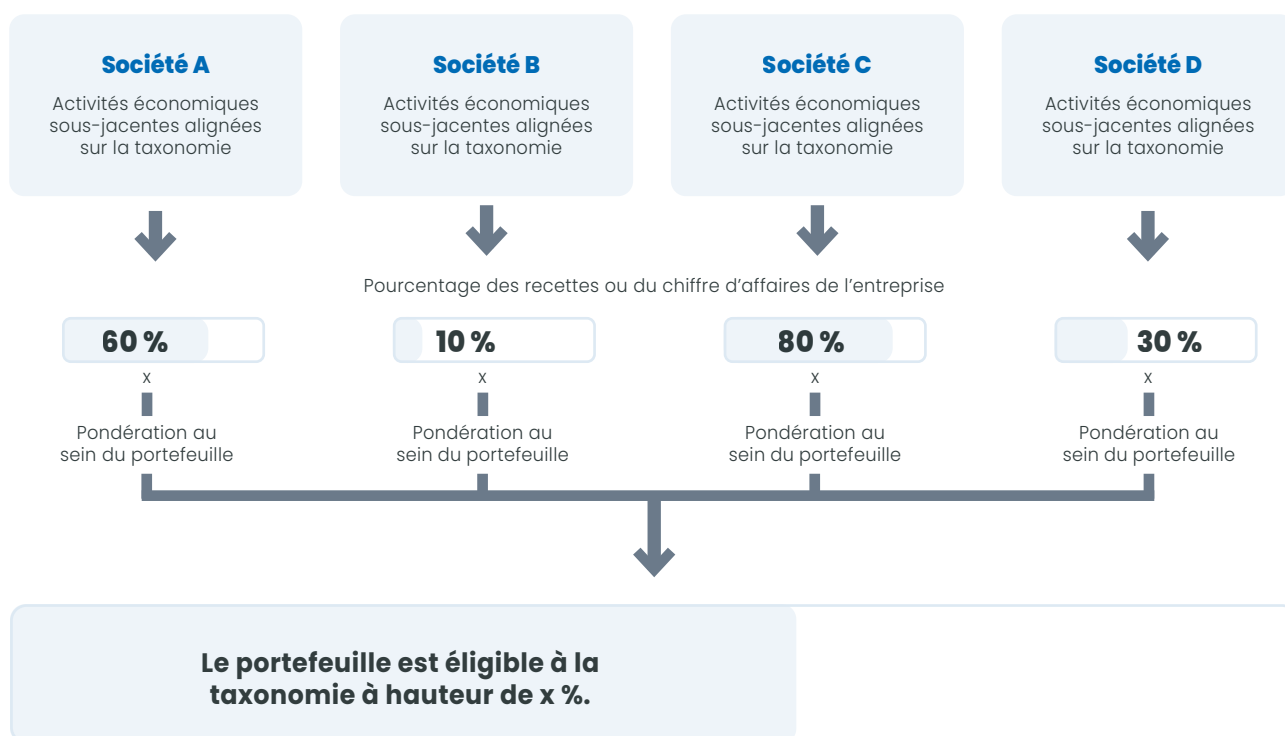 Société A
Activités économiques
sous-jacentes alignées
sur la taxonomie
Société B
Activités économiques
sous-jacentes alignées
sur la taxonomie
Société C
Activités économiques
sous-jacentes alignées
sur la taxonomie
Société D
Activités économiques
sous-jacentes alignées
sur la taxonomie
Pourcentage des recettes ou du chiffre d'affaires de l'entreprise
60 %
10 %
80 %
30 %
x
x
x
x
Pondération au
sein du portefeuille
Pondération au
sein du portefeuille
Pondération au
sein du portefeuille
Pondération au
sein du portefeuille
Le portefeuille est éligible à la
taxonomie à hauteur de x %.